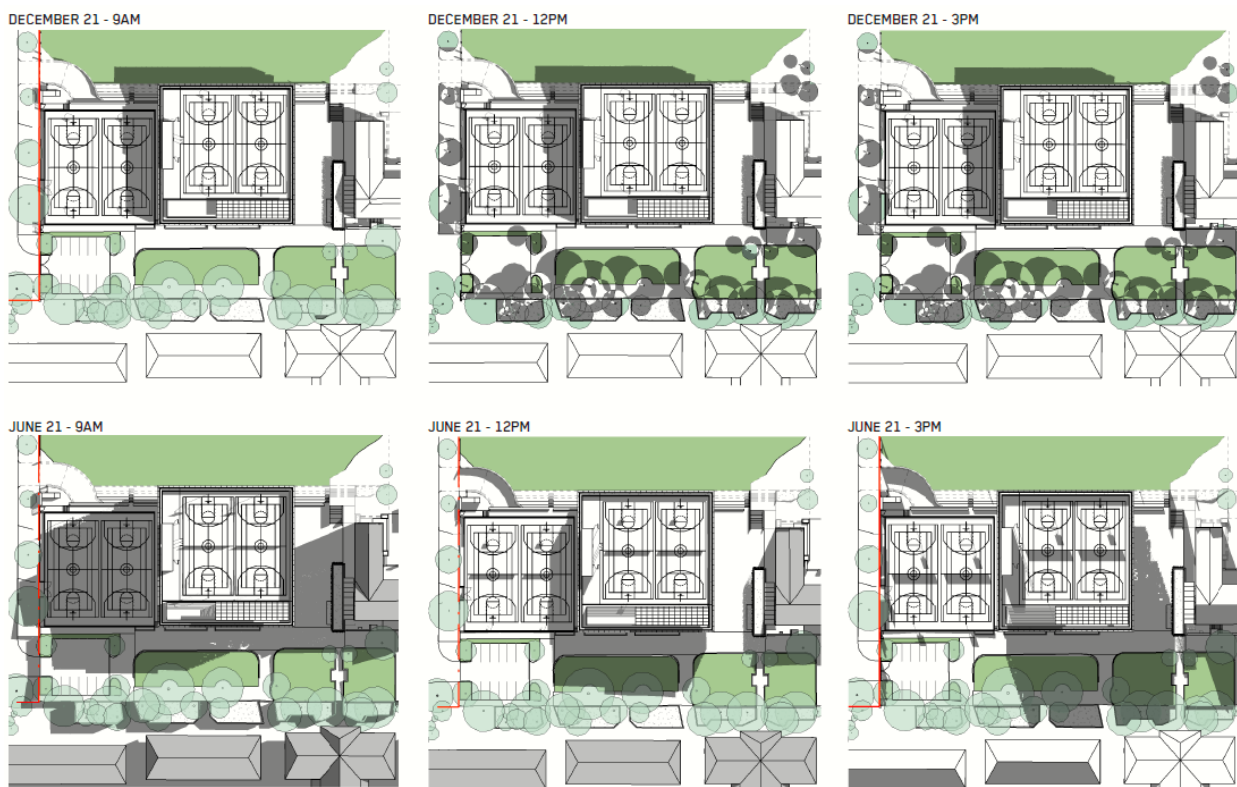 DECEMBER 21 - 9AM
DECEMBER 21 - 12PM
DECEMBER 21 - 3PM
JUNE 21 - 9AM
JUNE 21 - 12PM
JUNE 21 - 3PM